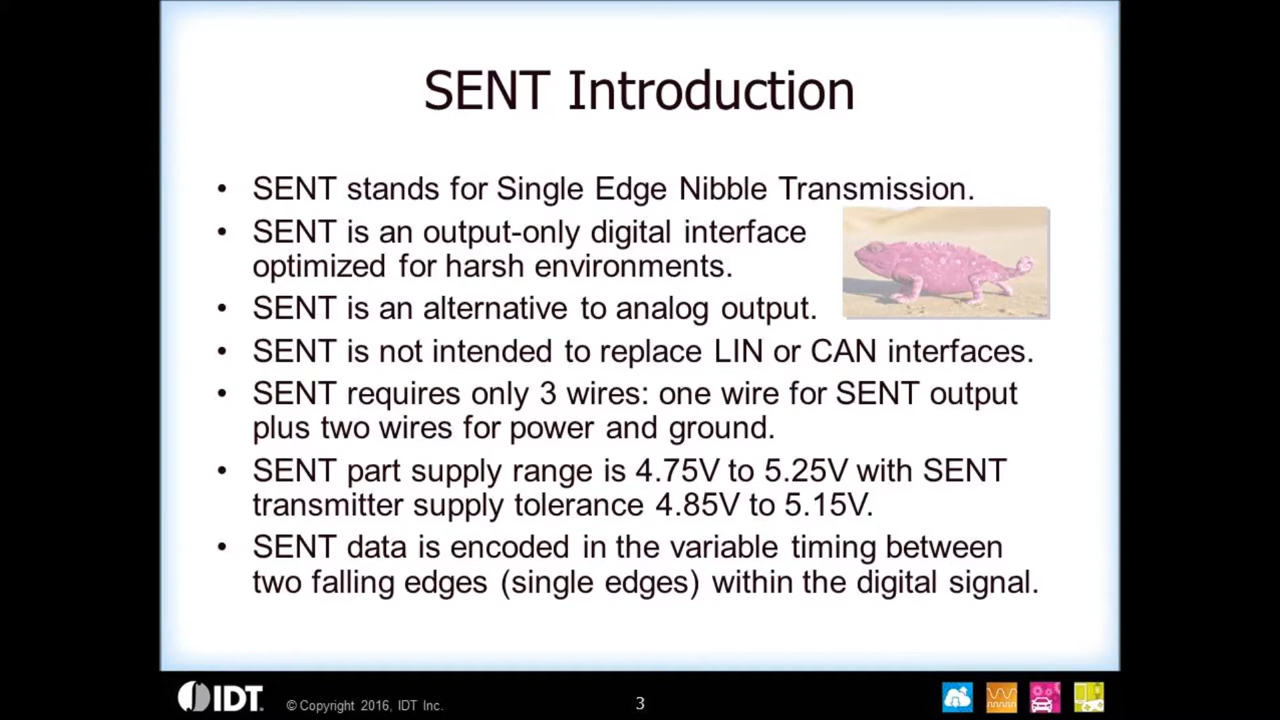 SENT Introduction
• SENT stands for Single Edge Nibble Transmission.
• SENT is an output-only digital interface
optimized for harsh environments.
• SENT is an alternative to analog output.
• SENT is not intended to replace LIN or CAN interfaces.
• SENT requires only 3 wires: one wire for SENT output
plus two wires for power and ground.
• SENT part supply range is 4.75V to 5.25V with SENT
transmitter supply tolerance 4.85V to 5.15V.
• SENT data is encoded in the variable timing between
two falling edges (single edges) within the digital signal.
IDT. © Copyright 2016, IDT Inc. 3